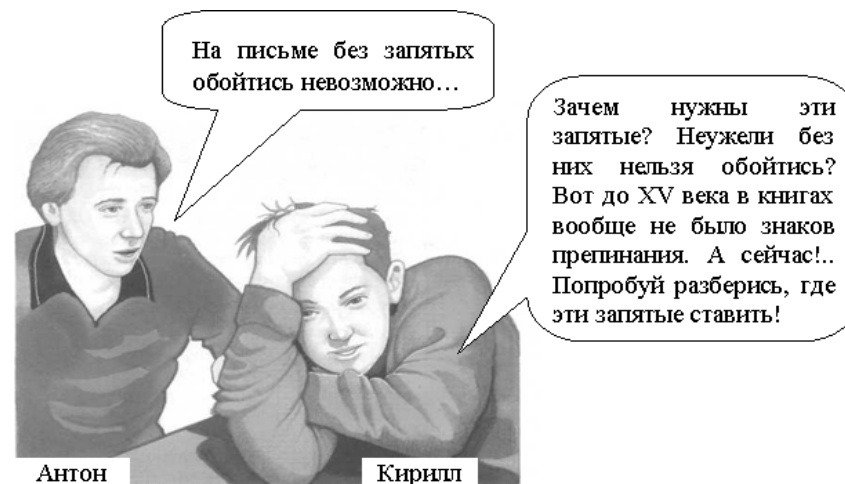 На письме без запятых
обойтись невозможно…
Зачем нужны эти
запятые? Неужели без
них нельзя обойтись?
Вот до XV века в книгах
вообще не было знаков
препинания. А сейчас!..
Попробуй разберись, где
эти запятые ставить!
Антон
Кирилл